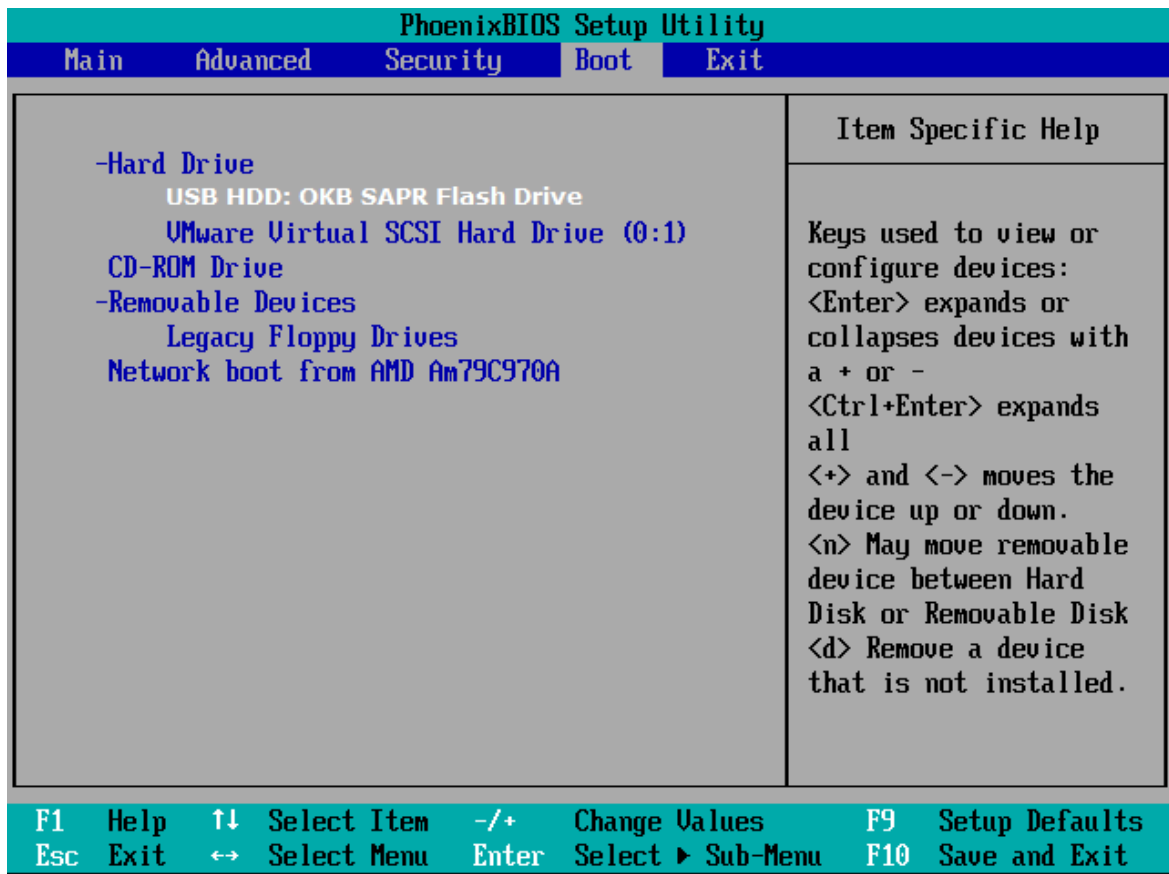 PhoenixBIOS Setup Utility
Main Advanced Security Boot Exit
-Hard Drive
USB HDD: OKB SAPR Flash Drive
VMware Virtual SCSI Hard Drive (0:1)
CD-ROM Drive
-Removable Devices
Legacy Floppy Drives
Network boot from AMD Am79C970A
Item Specific Help
Keys used to view or
configure devices:
<Enter> expands or
collapses devices with
a + or -
<Ctrl+Enter> expands
all
<+> and <-> moves the
device up or down.
<n> May move removable
device between Hard
Disk or Removable Disk
<d> Remove a device
that is not installed.
F1 Help ↑↓ Select Item -/+ Change Values F9 Setup Defaults
Esc Exit ↔ Select Menu Enter Select ▶ Sub-Menu F10 Save and Exit